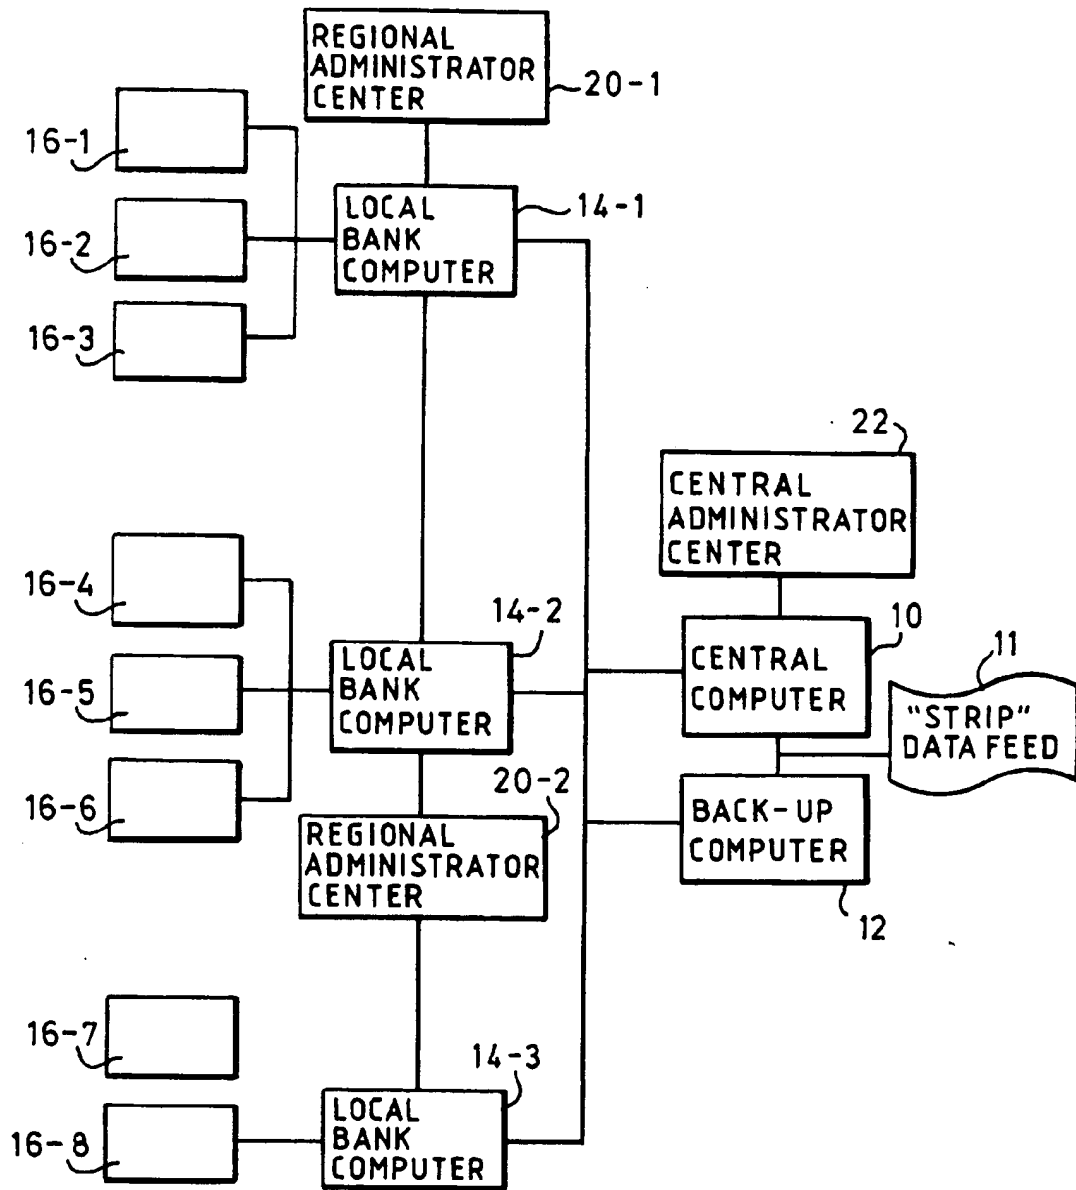 REGIONAL
ADMINISTRATOR
CENTER
20-1
16-1
LOCAL
BANK
COMPUTER
14-1
16-2
16-3
22
CENTRAL
ADMINISTRATOR
CENTER
16-4
14-2
10
11
LOCAL
BANK
COMPUTER
CENTRAL
COMPUTER
"STRIP"
DATA FEED
16-5
16-6
20-2
REGIONAL
ADMINISTRATOR
CENTER
BACK-UP
COMPUTER
12
16-7
14-3
LOCAL
BANK
COMPUTER
16-8